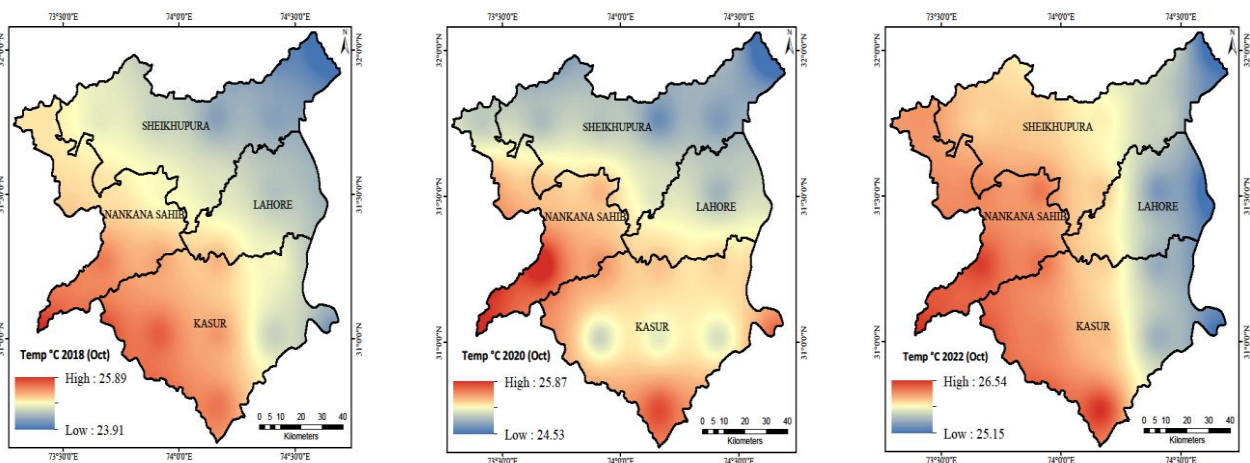 73°30'0"E 74°0'0"E 74°30'0"E
N
32°0'0"N
31°30'0"N
31°0'0"N
SHEIKHUPURA
LAHORE
NANKANA SAHIB
KASUR
Temp °C 2018 (Oct)
High : 25.89
Low : 23.91
0 5 10 20 30 40
Kilometers
32°0'0"N
31°30'0"N
31°0'0"N
73°30'0"E 74°0'0"E 74°30'0"E
73°30'0"E 74°0'0"E 74°30'0"E
N
32°0'0"N
31°30'0"N
31°0'0"N
SHEIKHUPURA
LAHORE
NANKANA SAHIB
KASUR
Temp °C 2020 (Oct)
High : 25.87
Low : 24.53
0 5 10 20 30 40
Kilometers
32°0'0"N
31°30'0"N
31°0'0"N
73°30'0"E 74°0'0"E 74°30'0"E
73°30'0"E 74°0'0"E 74°30'0"E
N
32°0'0"N
31°30'0"N
31°0'0"N
SHEIKHUPURA
LAHORE
NANKANA SAHIB
KASUR
Temp °C 2022 (Oct)
High : 26.54
Low : 25.15
0 5 10 20 30 40
Kilometers
32°0'0"N
31°30'0"N
31°0'0"N
73°30'0"E 74°0'0"E 74°30'0"E